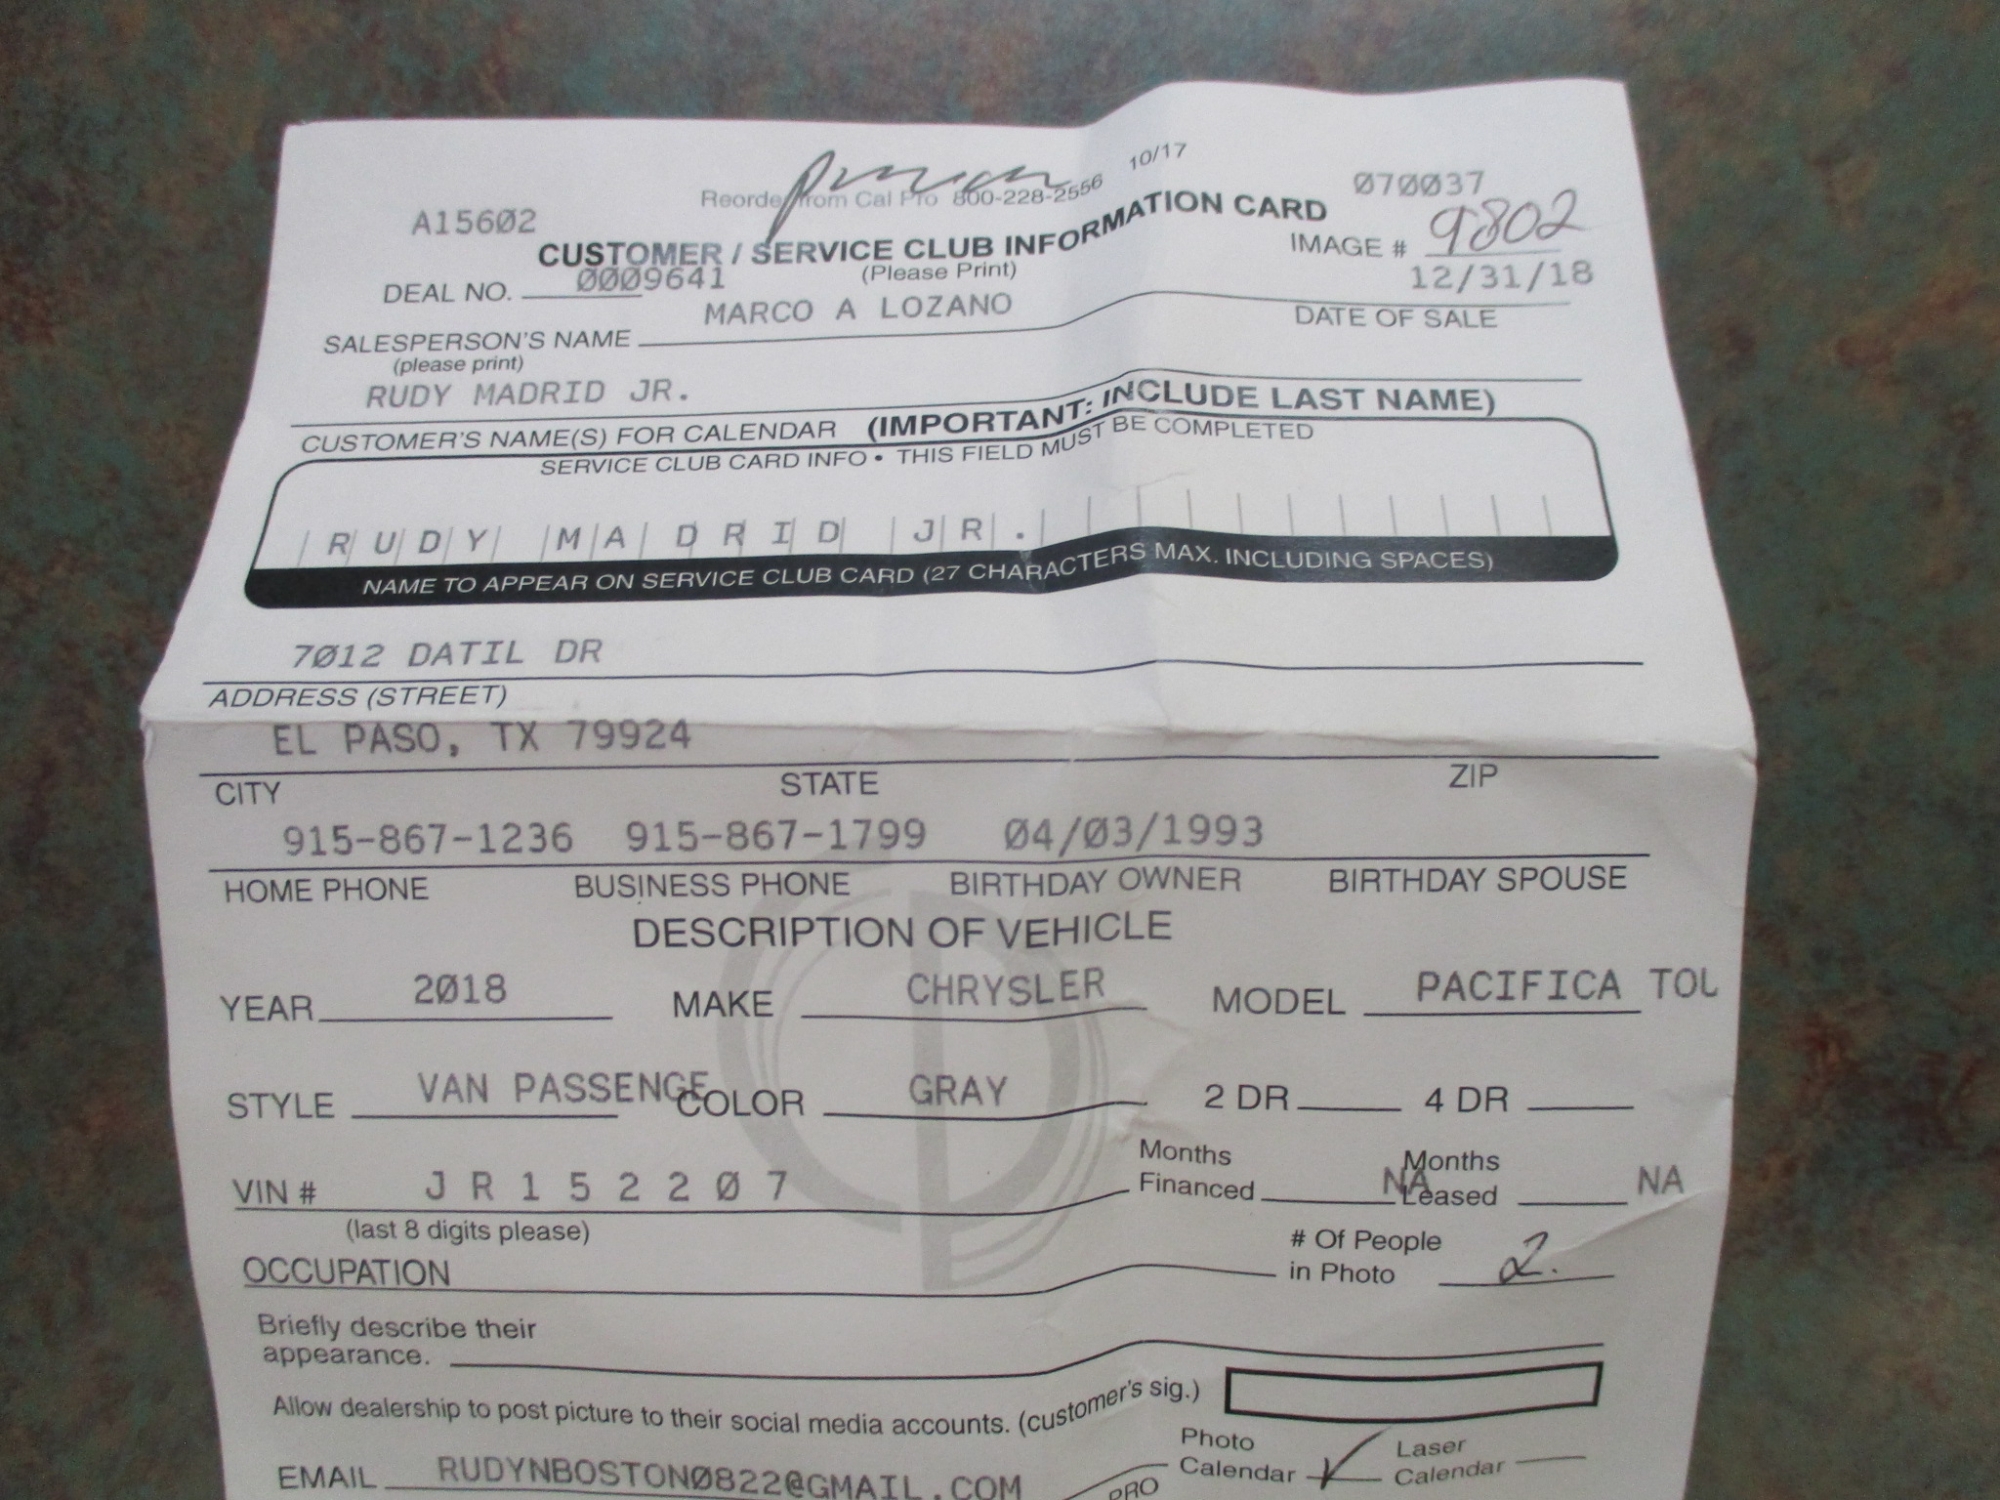 Reorde from Cal Pro 800-228-2556 10/17
A15602 070037
CUSTOMER / SERVICE CLUB INFORMATION CARD
IMAGE # 9802
(Please Print)
DEAL NO. 0009641 12/31/18
DATE OF SALE
MARCO A LOZANO
SALESPERSON'S NAME
(please print)
RUDY MADRID JR.
CUSTOMER'S NAME(S) FOR CALENDAR (IMPORTANT: INCLUDE LAST NAME)
SERVICE CLUB CARD INFO • THIS FIELD MUST BE COMPLETED
RUDY MADRID JR.
NAME TO APPEAR ON SERVICE CLUB CARD (27 CHARACTERS MAX. INCLUDING SPACES)
7012 DATIL DR
ADDRESS (STREET)
EL PASO, TX 79924
CITY STATE ZIP
915-867-1236 915-867-1799 04/03/1993
HOME PHONE BUSINESS PHONE BIRTHDAY OWNER BIRTHDAY SPOUSE
DESCRIPTION OF VEHICLE
YEAR 2018 MAKE CHRYSLER MODEL PACIFICA TOU
STYLE VAN PASSENGE COLOR GRAY 2 DR 4 DR
VIN # JR152207 Months Financed NA Months Leased NA
(last 8 digits please)
OCCUPATION # Of People in Photo 2.
Briefly describe their
appearance.
Allow dealership to post picture to their social media accounts. (customer's sig.)
Photo Calendar ✓ Laser Calendar
EMAIL RUDYNBOSTON0822@GMAIL.COM
PRO